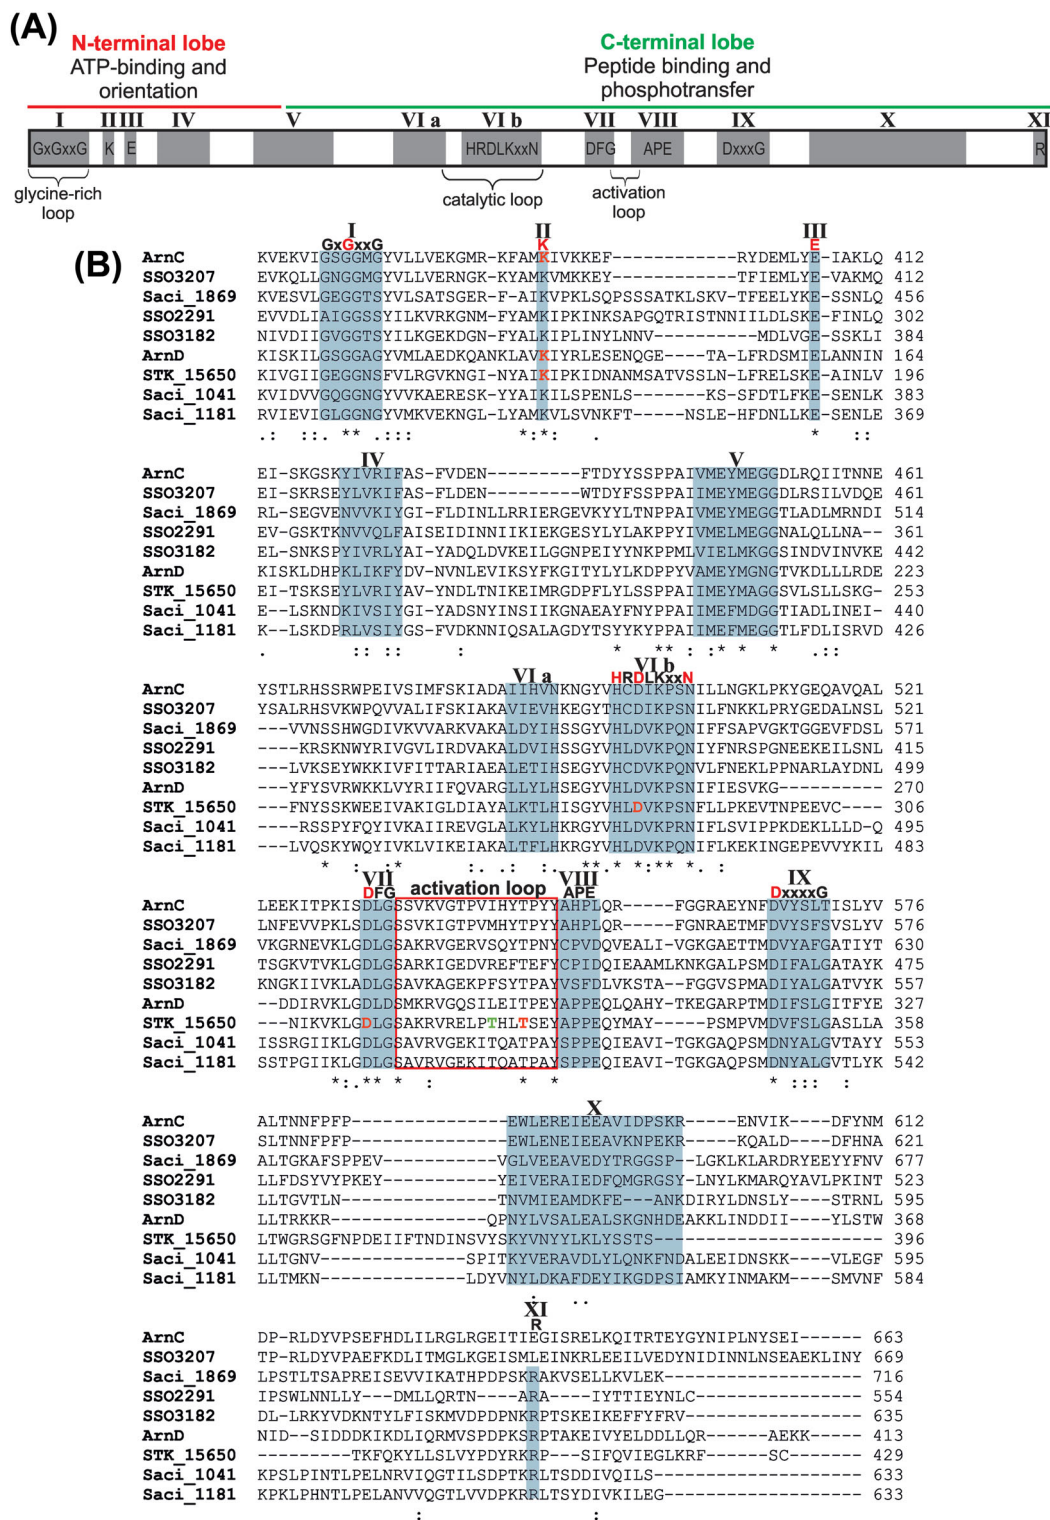 (A)
N-terminal lobe
ATP-binding and
orientation
C-terminal lobe
Peptide binding and
phosphotransfer
I II III IV V VI a VI b VII VIII IX X XI
GxGxxG K E HRDLKxxN DFG APE DxxxG R
glycine-rich
loop
catalytic loop
activation
loop
(B)
I II III
GxGxxG K E
ArnC KVEKVIGSGGMGYVLLVEKGMR-KFAMKIVKKEF------------RYDEMLYE-IAKLQ 412
SSO3207 EVKQLLGNGGMGYVLLVERNGK-YYALKVMKKEY------------TFIEMLYE-VAKMQ 412
Saci_1869 KVESVLGEGGTSYVLSATSGER-F-AIKVPKLSQPSSSATKLSKV-TFEELYKE-SSNLQ 456
SSO2291 EVVDLIAIGGSSYILKVRKGNM-FYAMKIPKINKSAPGQTRISTNNIILDLSKE-FINLQ 302
SSO3182 NIVDIIGVGGTSYILKGEKDGM-FYALKIPLINYLNNV--------MDLVGE-SSKLI 384
ArnD KISKILGSGGAGYVMLAEDKQANKLAVKIYRLESENQGE----TA-LFRDSMIELANNIN 164
STK_15650 KIVGIIGEGGNSFVLRGVKNGI-NYAIKIPKIDNANMSATVSSLN-LFRELSKE-AIVLN 196
Saci_1041 KVIDVVGQGGNGYVVKAERESK-YYAIKILSPENLS-------KS-SFDTLFKE-SENLK 383
Saci_1181 RVIEVIGLGGNGYVMKVEKNGL-LYAMKVLSVNKFT-----NSLE-HFDNLLKE-SENLE 369
.: ::. ** .::: *:*: . * ::
IV V
ArnC EI-SKGSKYIVRIFAS-FVDEN---------FTDYYSSPPAIVMEYMEGGDLRQIITNNE 461
SSO3207 EI-SKRSEYLVKIFAS-FLDEN---------WTDYFSSPPAIIMEYMEGGDLRSILVDQE 461
Saci_1869 RL-SEGVENVVKIYGI-FLDINLLRRIERGEVKYYLTNPPAIVMEYMEGGTLADLMRNDI 514
SSO2291 EV-GSKTKNVVQLFAISEIDINNIIKIEKGESYLYLAKPPYIVMELMEGGNALQLLNA-- 361
SSO3182 EL-SNKSPYIVRLYAI-YADQLDVKEILGGNPEIYYNKPPMLVIELMKGGSINDVINVKE 442
ArnD KISKLDHPKLIKFYDV-NVNLEVIKSYFKGITYLYLKDPPYVAMEYMGNGTVKDLLLRDE 223
STK_15650 EI-TSKSEYLVRIYAV-YNDLTNIKEIMRGDPFLYLSSPPAIIMEYMAGGSVLSLLSKG- 253
Saci_1041 E--LSKNDKIVSIYGIYADSNYINSIIKGNAEAYFNYPPAIIMEFMDGGTIADLINEI- 440
Saci_1181 K--LSKDPRLVSIYGS-FVDKNNIQSALAGDYTSYYKYPPAIIMEFMEGGTLFDLISRVD 426
. :: :: : ** : :* * * .::
VI a VI b
HRDLKxxN
ArnC YSTLRHSSRWPEIVSIMFSKIADAIIHVNKNGYVHCDIKPSNILLNGKLPKYGEQAVQAL 521
SSO3207 YSALRHSVKWPQVVALIFSKIAKAVIEVHKEGYTHCDIKPSNILFNEKLPRYGEDALNSL 521
Saci_1869 ---VVNSSHWGDIVKVVARKVAKALDYIHSSGYVHLDVKPQNIFFSAPVGKTGGEVFDSL 571
SSO2291 ----KRSKNWYRIVGVLIRDVAKALDVIHSSGYVHLDVKPQNIYFNRSPGNEEKEILSNL 415
SSO3182 ---LVKSEYWKKIVFITTARIAEALETIHSEGYVHCDVKPQNVLFNEKLPPNARLAYDNL 499
ArnD ---YFNYSRWKKLVYRIIFQVARGLLYLHSEGYVHLDVKPSNIFIESVKG---- 270
STK_15650 ---FNYSSKWEEIVAKIGLDIAYALKTLHISGYVHLDVKPSNFLLPKEVTNPEEVC---- 306
Saci_1041 ----RSSPYFQYIVKAIIREVGLALKYLHKRGYVHLDVKPRNIFLSVIPPKDEKLLLD-Q 495
Saci_1181 ---LVQSKYWQKIVLKVIEKIAKALTFLHKRGYVHLDVKPQNIFLKEKINGEPEVVYKIL 483
* : :* . .: :: **.* *:** *.:
VII activation loop VIII IX
DFG APE DxxxxG
ArnC LEEKITPKISDLGSSVKVGTPVIHYTPYYAHPLQR-----FGGRAEYNFDVYSLTISLYV 576
SSO3207 LNFEVVPKLSDLGSSVKIGTPVMHYTPYYAHPLQR-----FGNRAETMFDVYSFSVSLYV 576
Saci_1869 VKGRNEVKLGDLGSAKRVGERVSQYTPNYCPVDQVEALI-VGKGAETTMDVYAFGATIYT 630
SSO2291 TSGKVTVKLGDLGSARKIGEDVREFTEFYCPIDQIEAAMLKNKGALPSMDIFALGATAYK 475
SSO3182 KNGKIIVKLADLGSAVKAGEKPFSYTPAYVSFDLVKSTA--FGGVSPMADIYALGATVYK 557
ArnD --DDIRVKLGDLDSMKRVGQSILEITPEYAPPEQLQAHY-TKEGARPTMDIFSLGITFYE 327
STK_15650 --NIKVKLGDLGSAKRVRELPTHLTSEYAPPEQYMAY-----PSMPVMDVFSLGASLLA 358
Saci_1041 ISSRGIIKLGDLGSAVRVGEKITQATPAYSPPEQIEAVI-TGKGAQPSMDNYALGVTAYY 553
Saci_1181 SSTPGIIKLGDLGSAVRVGEKITQATPAYSPPEQIEAVI-TGKGAQPSMDNYALGVTLYK 542
*:.** * : * * * ::: :
X
ArnC ALTNNFPFP---------------EWLEREIEEAVIDPSKR-----ENVIK----DFYNM 612
SSO3207 SLTNNFPFP---------------EWLENEIEEAVKNPEKR-----KQALD----DFHNA 621
Saci_1869 ALTGKAFSPPEV-----------VGLVEEAVEDYTRGGSP--LGKLKLARDRYEEYYFNV 677
SSO2291 LLFDSYVYPKEY-----------YEIVERAIEDFQMGRGSY-LNYLKMARQYAVLPKINT 523
SSO3182 LLTGVTLN---------------TNVMIEAMDKFE---ANKDIRYLDNSLY----STRNL 595
ArnD LLTRKKR---------------QPNYLVSALEALSKGNHDEAKKLINDDII----YLSTW 368
STK_15650 LLTWGRSGFNPDEIIFTNDINSVYSKYVNYYLKLYSSTS-------------------- 396
Saci_1041 LLTGNV--------------SPITKYVERAVDLYLQNKFNDALEEIDNSKK----VLEGF 595
Saci_1181 LLTMKN--------------LDYVNYLDKAFDEYIKGDPSIAMKYINMAKM----SMVNF 584
: ..
XI
R
ArnC DP-RLDYVPSEFHDLILRGLRGEITIEGISRELKQITRTEYGYNIPLNYSEI------ 663
SSO3207 TP-RLDYVPAEFKDLITMGLKGEISMLEINKRLEEILVEDYNIDINNLNSEAEKLINY 669
Saci_1869 LPSTLTSAPREISEVVIKATHPDPSKRAKVSELLKVLEK------------------- 716
SSO2291 IPSWLNNLLY--DMLLQRTN----ARA---IYTTIEYNLC---------------- 554
SSO3182 DL-LRKYVDKNTYLFISKMVDPDPNKRPTSKEIKEFFYFRV----------------- 635
ArnD NID--SIDDDKIKDLIQRMVSPDPKSRPTAKEIVYELDDLLQR------AEKK----- 413
STK_15650 ---------TKFQKYLLSLVYPDYRKRP----SIFQVIEGLKRF----SC----- 429
Saci_1041 KPSLPINTLPELNRVIQGTILSDPTKRLTSDDIVQILS-------------------- 633
Saci_1181 KPKLPHNTLPELANVVQGTLVVDPKRRLTSYDIVKILEG------------------- 633
: :